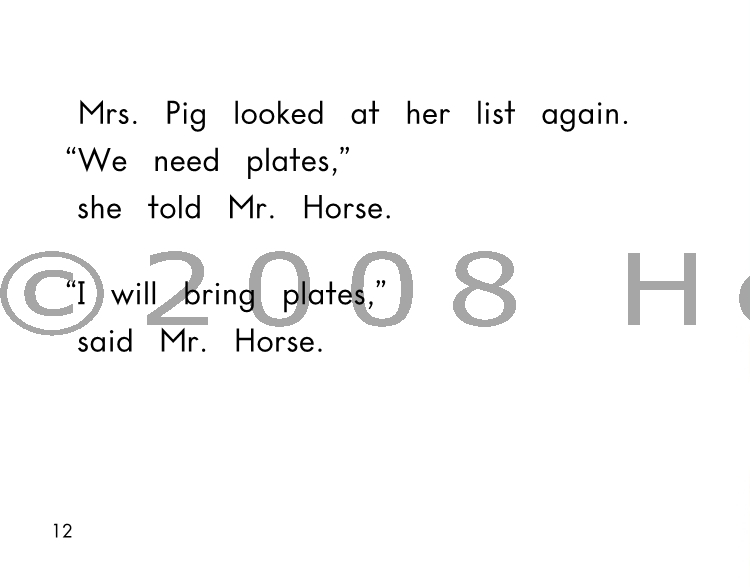 Mrs. Pig looked at her list again.
“We need plates,”
she told Mr. Horse.
“I will bring plates,”
said Mr. Horse.
©2008 H
12